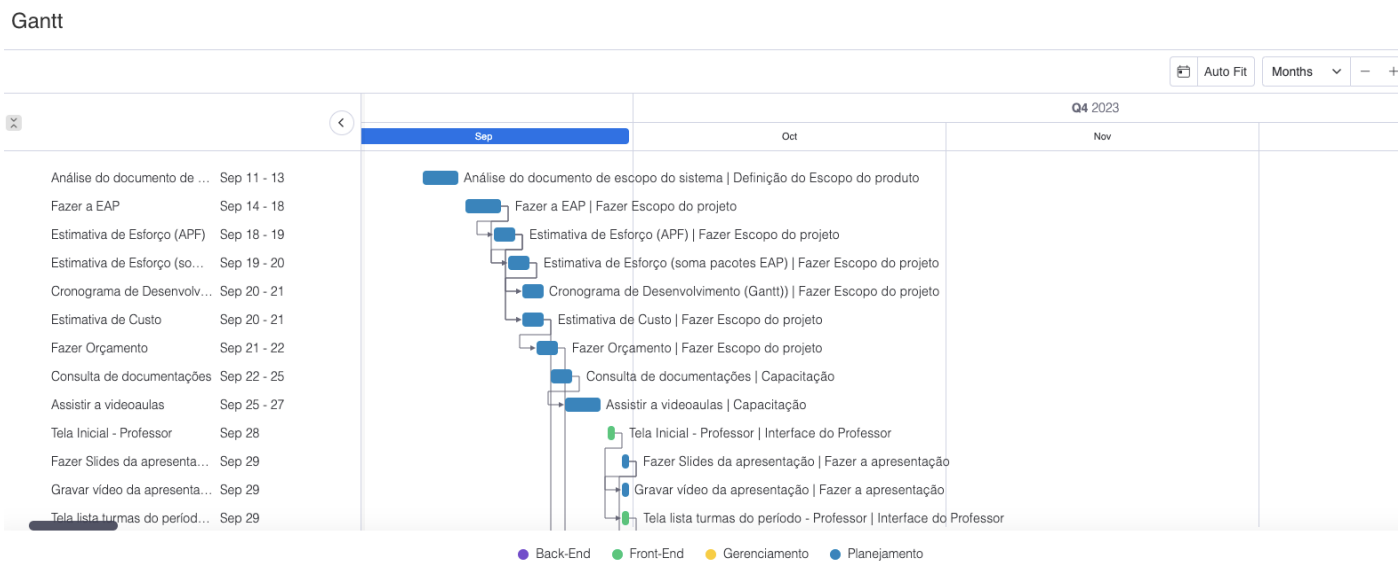 Gantt
Auto Fit
Months
Q4 2023
Sep
Oct
Nov
Análise do documento de ... Sep 11 - 13 Análise do documento de escopo do sistema | Definição do Escopo do produto
Fazer a EAP Sep 14 - 18 Fazer a EAP | Fazer Escopo do projeto
Estimativa de Esforço (APF) Sep 18 - 19 Estimativa de Esforço (APF) | Fazer Escopo do projeto
Estimativa de Esforço (so... Sep 19 - 20 Estimativa de Esforço (soma pacotes EAP) | Fazer Escopo do projeto
Cronograma de Desenvolv... Sep 20 - 21 Cronograma de Desenvolvimento (Gantt)) | Fazer Escopo do projeto
Estimativa de Custo Sep 20 - 21 Estimativa de Custo | Fazer Escopo do projeto
Fazer Orçamento Sep 21 - 22 Fazer Orçamento | Fazer Escopo do projeto
Consulta de documentações Sep 22 - 25 Consulta de documentações | Capacitação
Assistir a videoaulas Sep 25 - 27 Assistir a videoaulas | Capacitação
Tela Inicial - Professor Sep 28 Tela Inicial - Professor | Interface do Professor
Fazer Slides da apresenta... Sep 29 Fazer Slides da apresentação | Fazer a apresentação
Gravar vídeo da apresenta... Sep 29 Gravar vídeo da apresentação | Fazer a apresentação
Tela lista turmas do períod... Sep 29 Tela lista turmas do período - Professor | Interface do Professor
Back-End Front-End Gerenciamento Planejamento